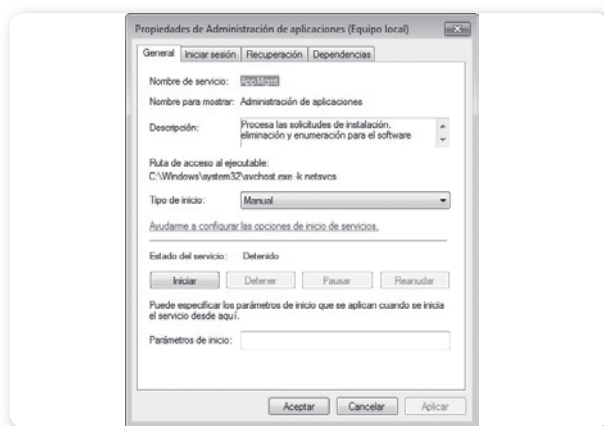 Propiedades de Administración de aplicaciones (Equipo local)
General Iniciar sesión Recuperación Dependencias
Nombre de servicio: AppMgmt
Nombre para mostrar: Administración de aplicaciones
Descripción: Procesa las solicitudes de instalación,
eliminación y enumeración para el software
Ruta de acceso al ejecutable:
C:\Windows\system32\svchost.exe -k netsvcs
Tipo de inicio: Manual
Ayudarme a configurar las opciones de inicio de servicios.
Estado del servicio: Detenido
Iniciar Detener Pausar Reanudar
Puede especificar los parámetros de inicio que se aplican cuando se inicia
el servicio desde aquí.
Parámetros de inicio:
Aceptar Cancelar Aplicar